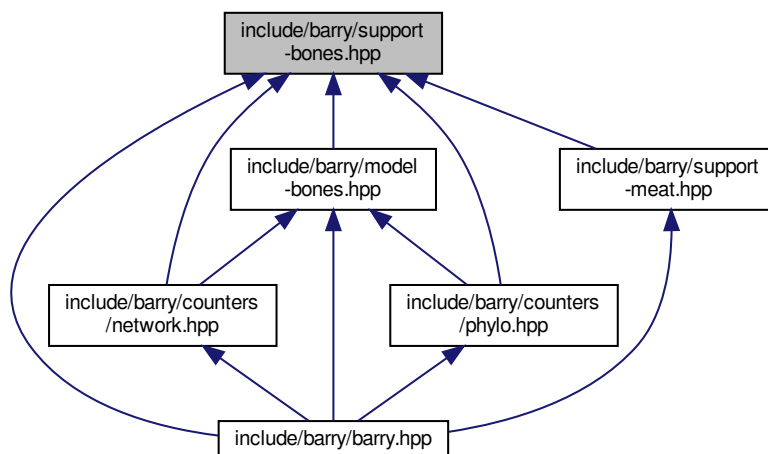 include/barry/support
-bones.hpp
include/barry/model
-bones.hpp
include/barry/support
-meat.hpp
include/barry/counters
/network.hpp
include/barry/counters
/phylo.hpp
include/barry/barry.hpp